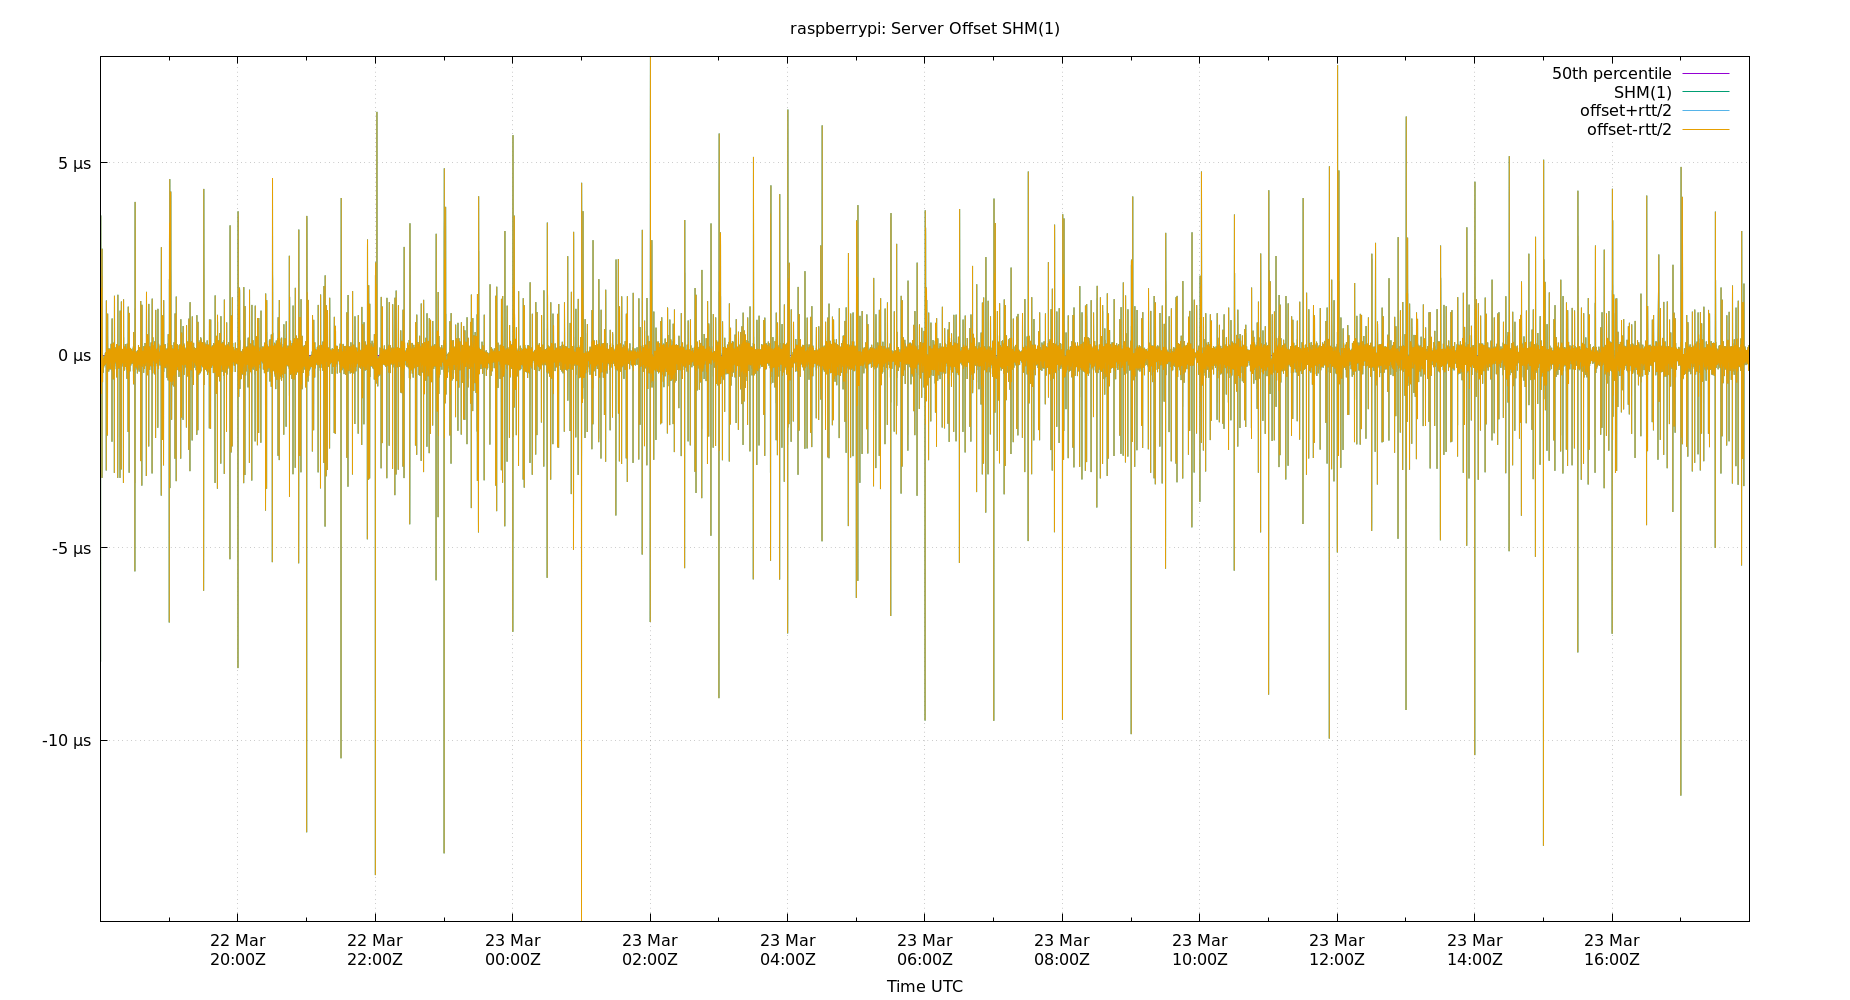 raspberrypi: Server Offset SHM(1)
50th percentile
SHM(1)
offset+rtt/2
offset-rtt/2
5 µs
0 µs
-5 µs
-10 µs
22 Mar 22 Mar 23 Mar 23 Mar 23 Mar 23 Mar 23 Mar 23 Mar 23 Mar 23 Mar 23 Mar
20:00Z 22:00Z 00:00Z 02:00Z 04:00Z 06:00Z 08:00Z 10:00Z 12:00Z 14:00Z 16:00Z
Time UTC